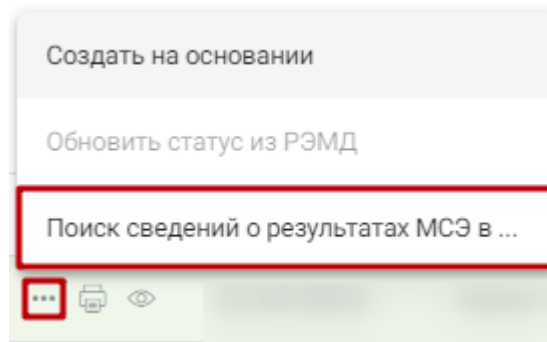 Создать на основании
Обновить статус из РЭМД
Поиск сведений о результатах МСЭ в ...